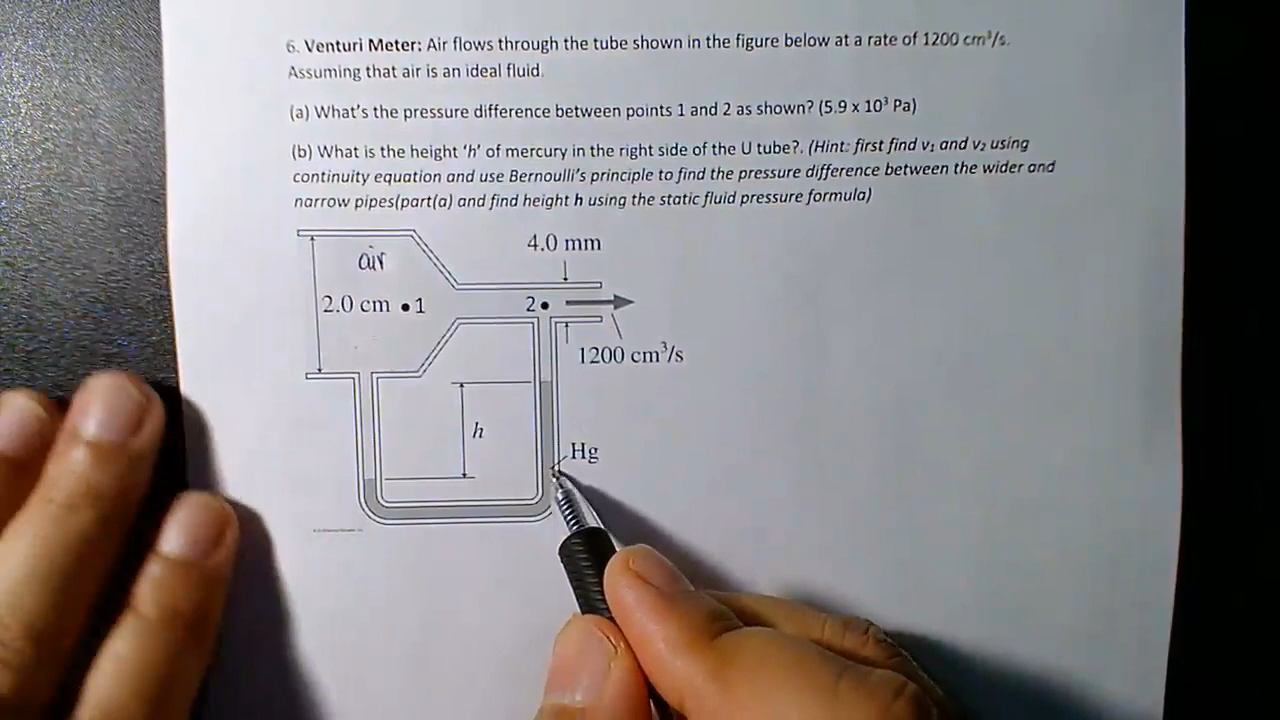 6. Venturi Meter: Air flows through the tube shown in the figure below at a rate of 1200 cm³/s.
Assuming that air is an ideal fluid.
(a) What's the pressure difference between points 1 and 2 as shown? (5.9 x 10³ Pa)
(b) What is the height 'h' of mercury in the right side of the U tube?. (Hint: first find v₁ and v₂ using
continuity equation and use Bernoulli's principle to find the pressure difference between the wider and
narrow pipes(part(a) and find height h using the static fluid pressure formula)
4.0 mm
air
2.0 cm •1
2•
1200 cm³/s
h
Hg